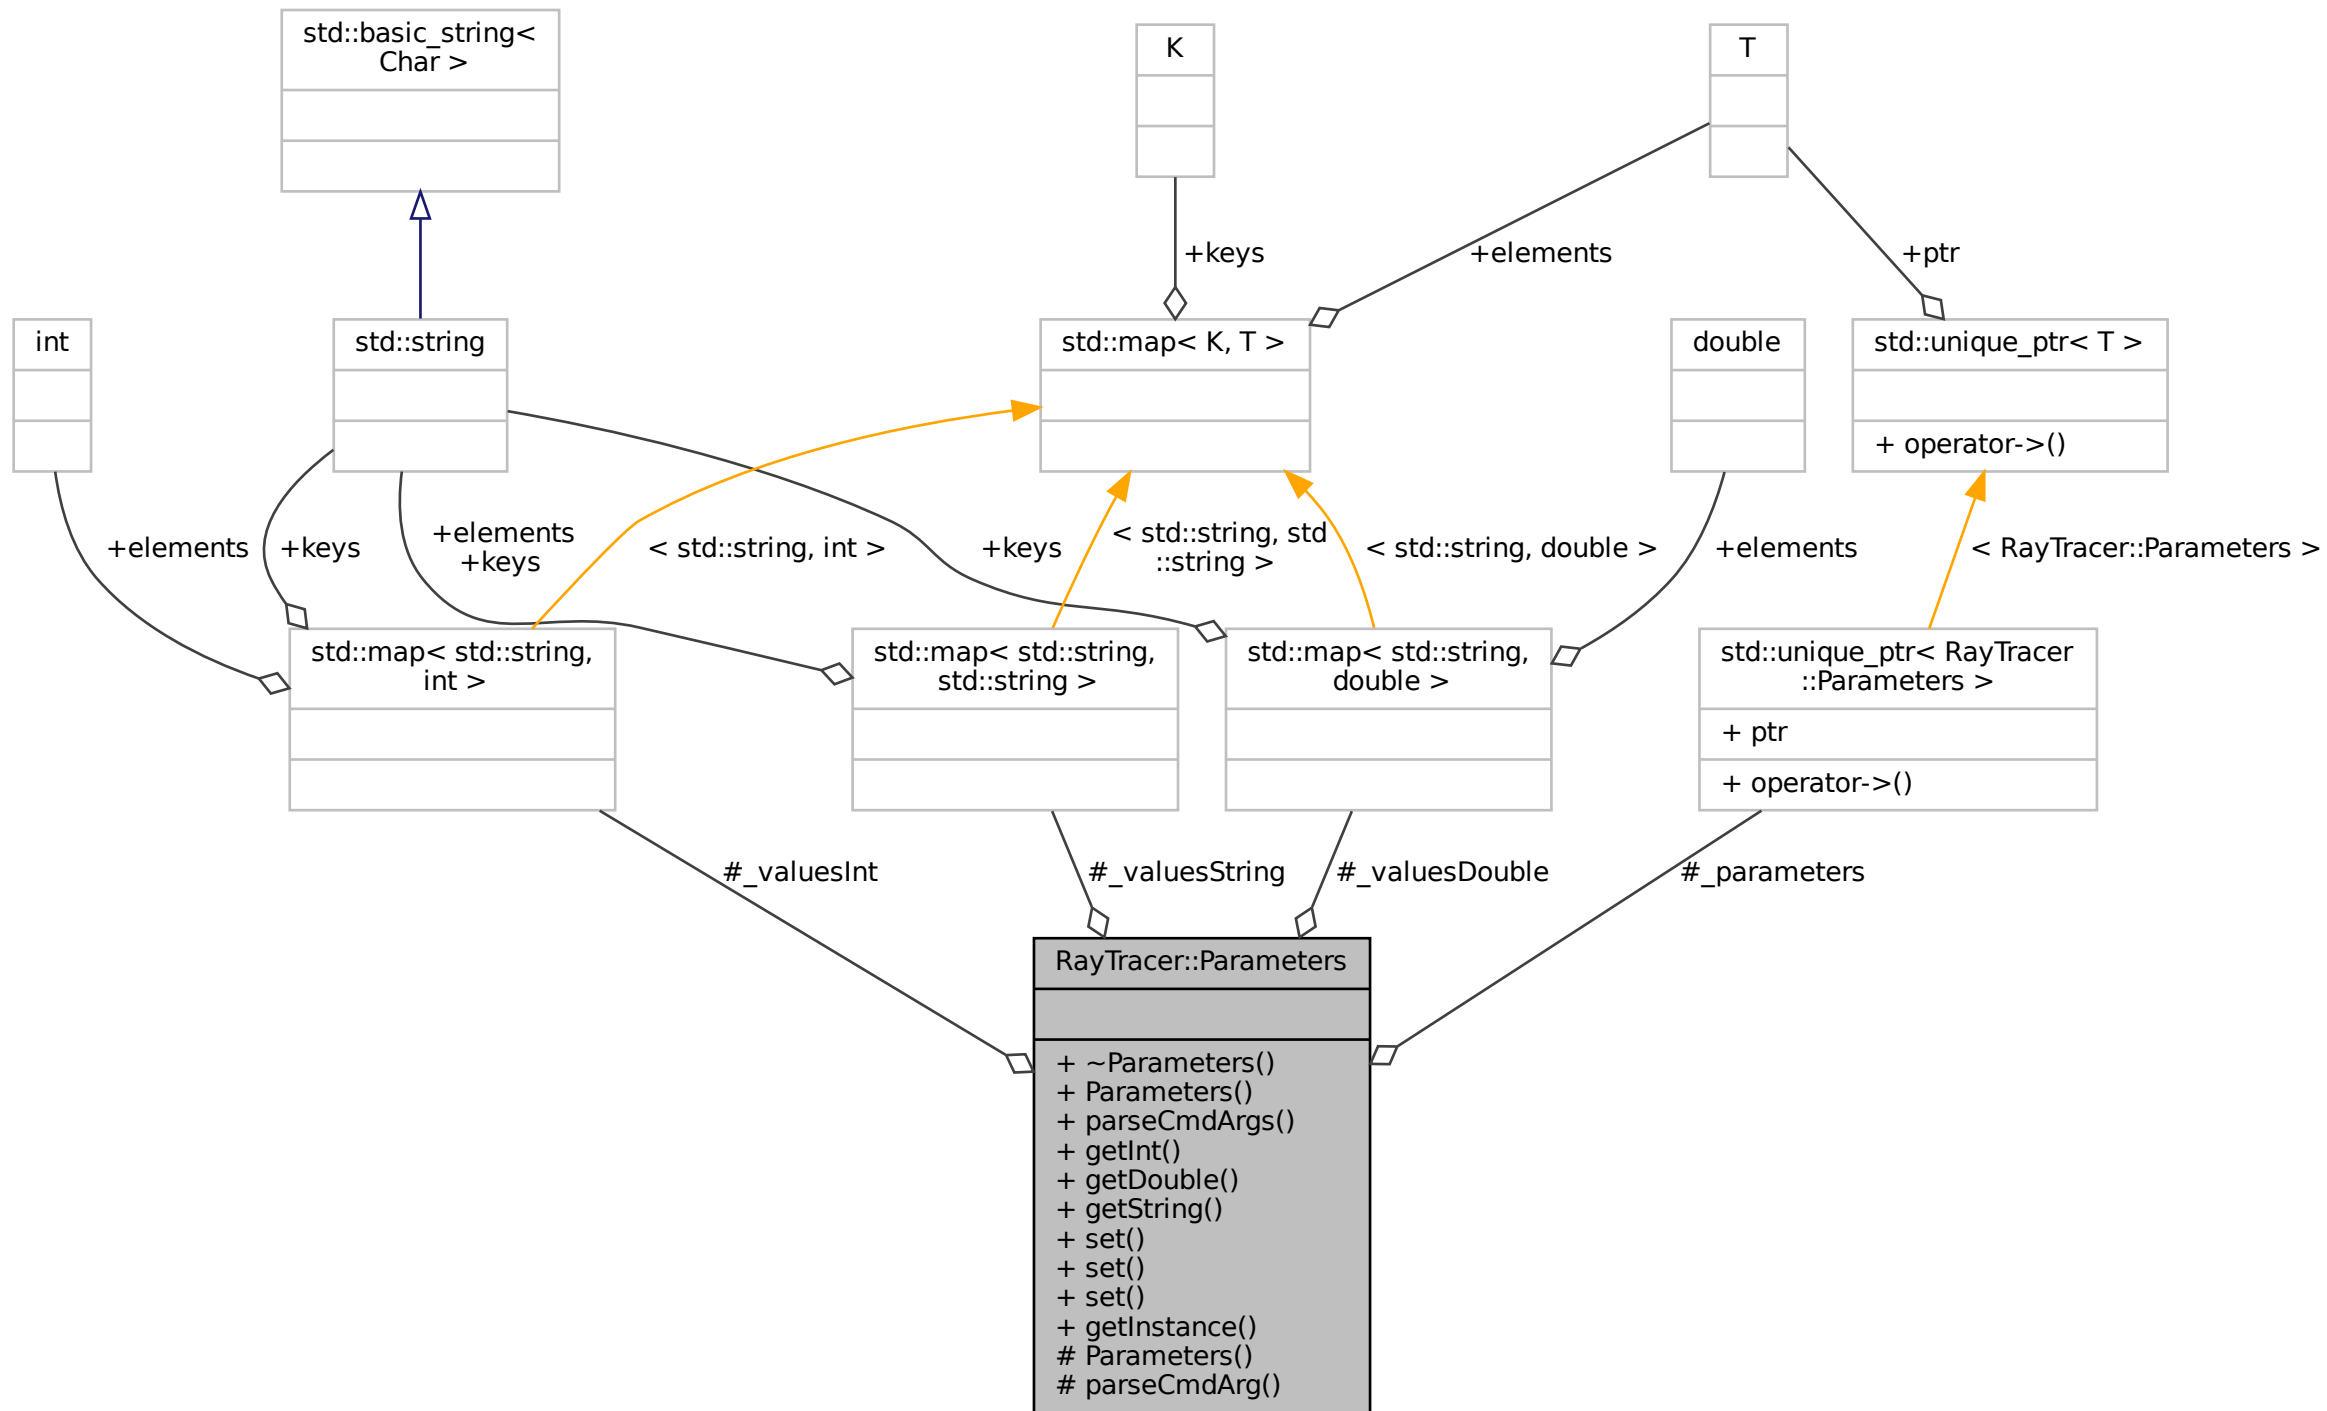 std::basic_string<
Char >
K
T
+keys
+elements
+ptr
int
std::string
std::map< K, T >
double
std::unique_ptr< T >
+ operator->()
+elements
+keys
+elements
+keys
< std::string, int >
+keys
< std::string, std
::string >
< std::string, double >
+elements
< RayTracer::Parameters >
std::map< std::string,
int >
std::map< std::string,
std::string >
std::map< std::string,
double >
std::unique_ptr< RayTracer
::Parameters >
+ ptr
+ operator->()
#_valuesInt
#_valuesString
#_valuesDouble
#_parameters
RayTracer::Parameters
+ ~Parameters()
+ Parameters()
+ parseCmdArgs()
+ getInt()
+ getDouble()
+ getString()
+ set()
+ set()
+ set()
+ getInstance()
# Parameters()
# parseCmdArg()